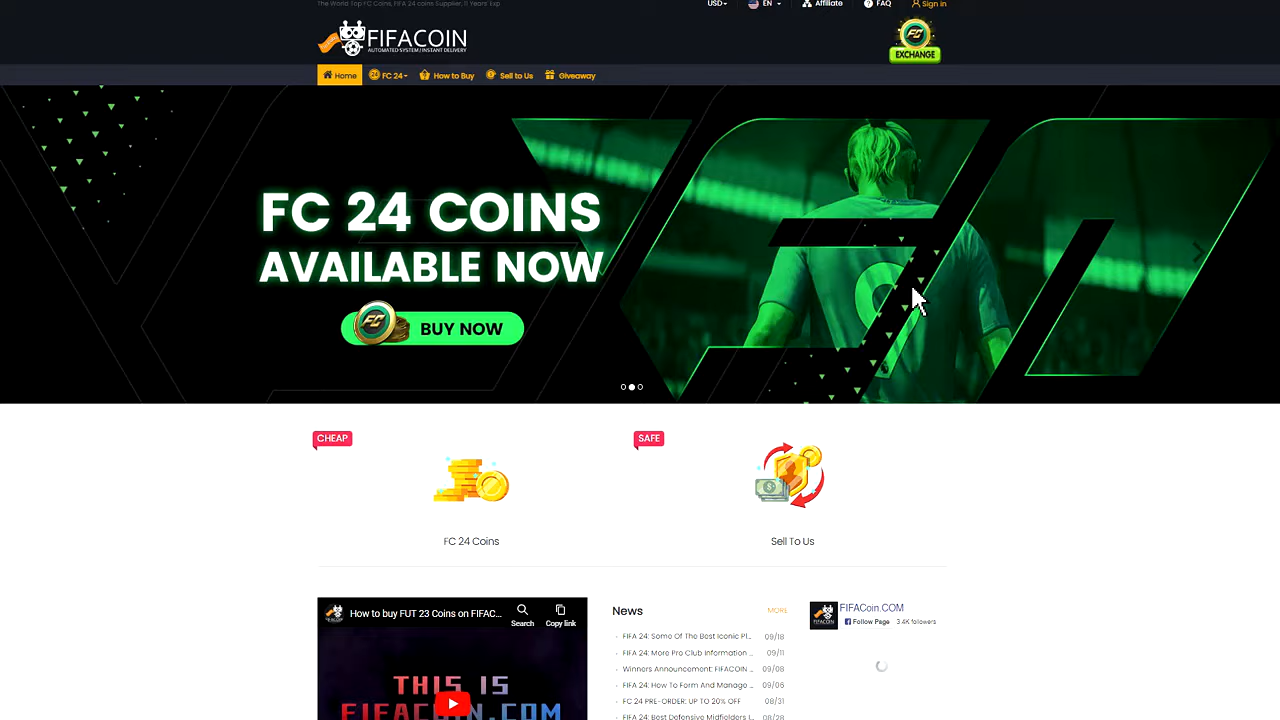 The World Top FC Coins, FIFA 24 coins Supplier, 11 Years' Exp
USD
EN
Affiliate
FAQ
Sign in
FIFACOIN
AUTOMATED SYSTEM / INSTANT DELIVERY
FC
EXCHANGE
Home
FC 24
How to Buy
Sell to Us
Giveaway
FC 24 COINS
AVAILABLE NOW
FC
BUY NOW
CHEAP
SAFE
FC 24 Coins
Sell To Us
How to buy FUT 23 Coins on FIFAC...
Search
Copy link
THIS IS
FIFACOIN.COM
News
MORE
FIFA 24: Some Of The Best Iconic Pl... 09/18
FIFA 24: More Pro Club Information ... 09/11
Winners Announcement: FIFACOIN ... 09/08
FIFA 24: How To Form And Manage ... 09/06
FC 24 PRE-ORDER: UP TO 20% OFF 08/31
FIFA 24: Best Defensive Midfielders I... 08/28
FIFACoin.COM
Follow Page
3.4K followers